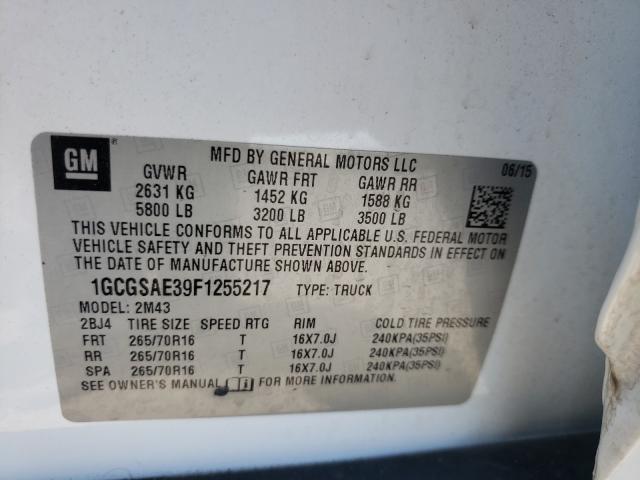 GM
MFD BY GENERAL MOTORS LLC 06/15
GVWR GAWR FRT GAWR RR
2631 KG 1452 KG 1588 KG
5800 LB 3200 LB 3500 LB
THIS VEHICLE CONFORMS TO ALL APPLICABLE U.S. FEDERAL MOTOR
VEHICLE SAFETY AND THEFT PREVENTION STANDARDS IN EFFECT ON
THE DATE OF MANUFACTURE SHOWN ABOVE.
1GCGSAE39F1255217 TYPE: TRUCK
MODEL: 2M43
2BJ4 TIRE SIZE SPEED RTG RIM COLD TIRE PRESSURE
FRT 265/70R16 T 16X7.0J 240KPA(35PSI)
RR 265/70R16 T 16X7.0J 240KPA(35PSI)
SPA 265/70R16 T 16X7.0J 240KPA(35PSI)
SEE OWNER'S MANUAL FOR MORE INFORMATION.